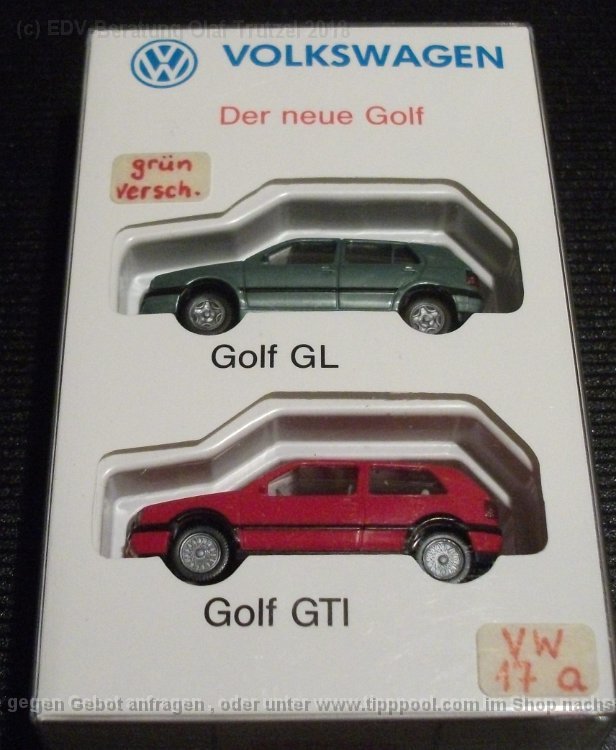 (c) EDV-Beratung Olaf Trutzel 2018
VOLKSWAGEN
Der neue Golf
grün
versch.
Golf GL
Golf GTI
VW
17 a
gegen Gebot anfragen , oder unter www.tipppool.com im Shop nachs